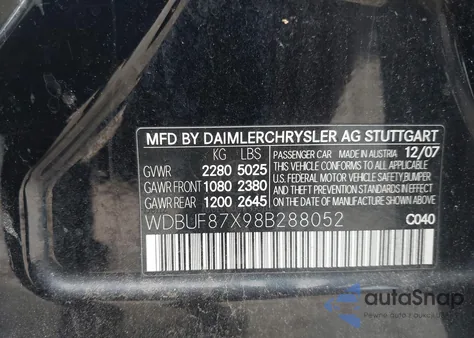 MFD BY DAIMLERCHRYSLER AG STUTTGART
KG LBS PASSENGER CAR MADE IN AUSTRIA 12/07
GVWR 2280 5025 THIS VEHICLE CONFORMS TO ALL APPLICABLE
GAWR FRONT 1080 2380 U.S. FEDERAL MOTOR VEHICLE SAFETY,BUMPER
AND THEFT PREVENTION STANDARDS IN EFFECT
GAWR REAR 1200 2645 ON THE DATE OF MANUFACTURE SHOWN ABOVE.
WDBUF87X98B288052 C040
autoSnap
Pewne auta z